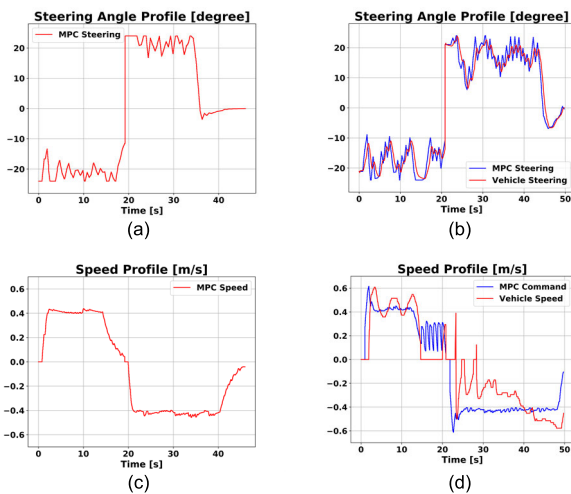 Steering Angle Profile [degree]
MPC Steering
20
10
0
−10
−20
0
10
20
30
40
Time [s]
(a)
Steering Angle Profile [degree]
20
10
0
−10
−20
MPC Steering
Vehicle Steering
0
10
20
30
40
50
Time [s]
(b)
Speed Profile [m/s]
MPC Speed
0.6
0.4
0.2
0.0
−0.2
−0.4
−0.6
0
10
20
30
40
Time [s]
(c)
Speed Profile [m/s]
MPC Command
Vehicle Speed
0.6
0.4
0.2
0.0
−0.2
−0.4
−0.6
0
10
20
30
40
50
Time [s]
(d)